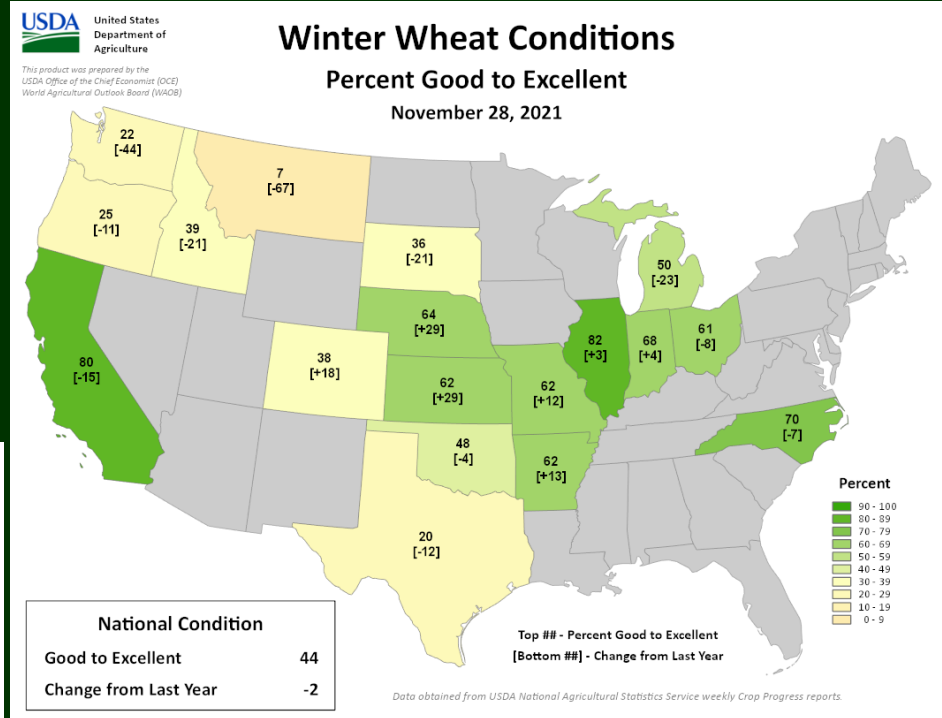 USDA
United States
Department of
Agriculture
This product was prepared by the
USDA Office of the Chief Economist (OCE)
World Agricultural Outlook Board (WAOB)
Winter Wheat Conditions
Percent Good to Excellent
November 28, 2021
22
[-44]
7
[-67]
25
[-11]
39
[-21]
36
[-21]
50
[-23]
64
[+29]
82
[+3]
68
[+4]
61
[-8]
80
[-15]
38
[+18]
62
[+29]
62
[+12]
70
[-7]
48
[-4]
62
[+13]
20
[-12]
Percent
90 - 100
80 - 89
70 - 79
60 - 69
50 - 59
40 - 49
30 - 39
20 - 29
10 - 19
0 - 9
National Condition
Good to Excellent 44
Change from Last Year -2
Top ## - Percent Good to Excellent
[Bottom ##] - Change from Last Year
Data obtained from USDA National Agricultural Statistics Service weekly Crop Progress reports.